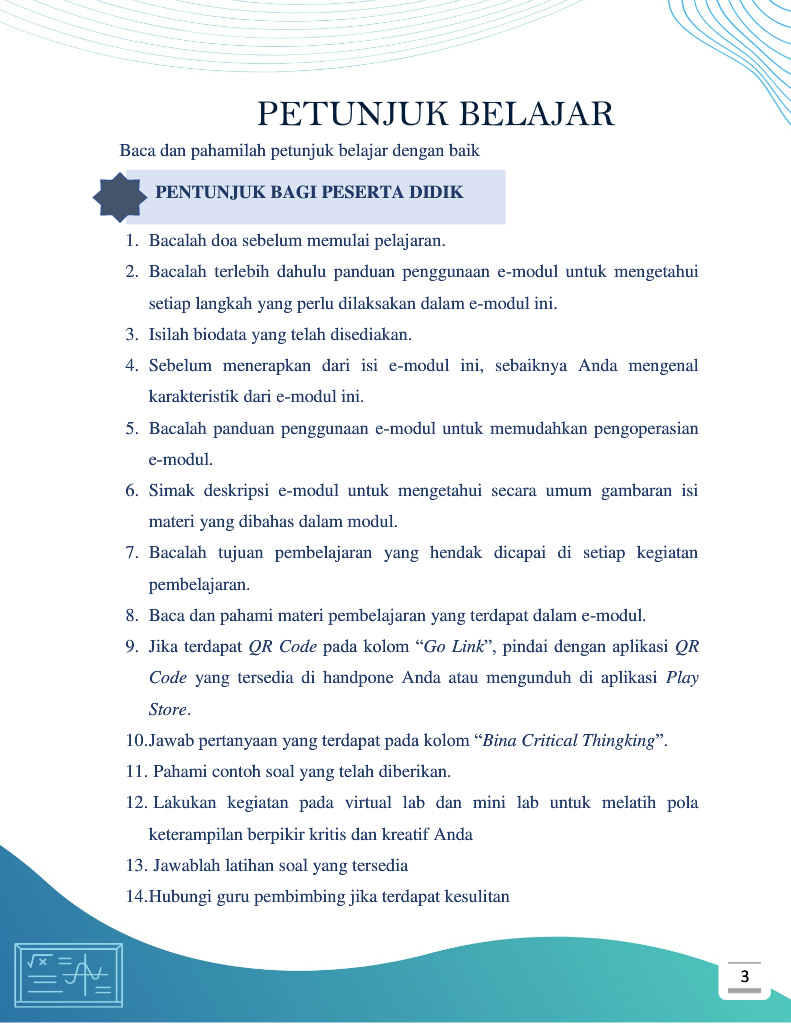 PETUNJUK BELAJAR
Baca dan pahamilah petunjuk belajar dengan baik
PENTUNJUK BAGI PESERTA DIDIK
1. Bacalah doa sebelum memulai pelajaran.
2. Bacalah terlebih dahulu panduan penggunaan e-modul untuk mengetahui
setiap langkah yang perlu dilaksakan dalam e-modul ini.
3. Isilah biodata yang telah disediakan.
4. Sebelum menerapkan dari isi e-modul ini, sebaiknya Anda mengenal
karakteristik dari e-modul ini.
5. Bacalah panduan penggunaan e-modul untuk memudahkan pengoperasian
e-modul.
6. Simak deskripsi e-modul untuk mengetahui secara umum gambaran isi
materi yang dibahas dalam modul.
7. Bacalah tujuan pembelajaran yang hendak dicapai di setiap kegiatan
pembelajaran.
8. Baca dan pahami materi pembelajaran yang terdapat dalam e-modul.
9. Jika terdapat QR Code pada kolom “Go Link”, pindai dengan aplikasi QR
Code yang tersedia di handpone Anda atau mengunduh di aplikasi Play
Store.
10.Jawab pertanyaan yang terdapat pada kolom “Bina Critical Thingking”.
11. Pahami contoh soal yang telah diberikan.
12. Lakukan kegiatan pada virtual lab dan mini lab untuk melatih pola
keterampilan berpikir kritis dan kreatif Anda
13. Jawablah latihan soal yang tersedia
14.Hubungi guru pembimbing jika terdapat kesulitan
√x
3